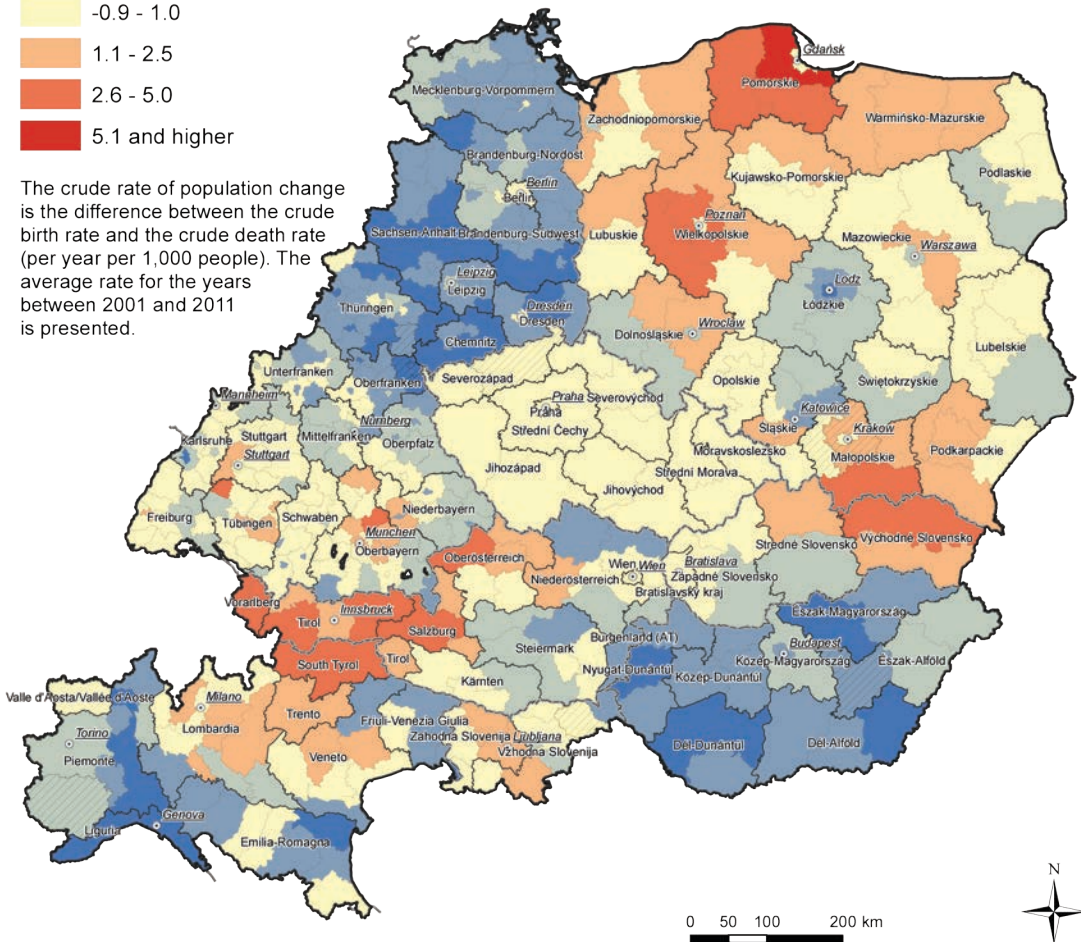 -0.9 - 1.0
1.1 - 2.5
2.6 - 5.0
5.1 and higher
The crude rate of population change
is the difference between the crude
birth rate and the crude death rate
(per year per 1,000 people). The
average rate for the years
between 2001 and 2011
is presented.
Gdańsk
Pomorskie
Mecklenburg-Vorpommern
Zachodniopomorskie
Warmińsko-Mazurskie
Brandenburg-Nordost
Podlaskie
Kujawsko-Pomorskie
Berlin
Berlin
Poznań
Wielkopolskie
Sachsen-Anhalt
Brandenburg-Südwest
Lubuskie
Mazowieckie
Warszawa
Leipzig
Leipzig
Łódź
Łódzkie
Thüringen
Dresden
Dresden
Wrocław
Dolnośląskie
Chemnitz
Lubelskie
Unterfranken
Oberfranken
Severozápad
Opolskie
Świętokrzyskie
Mannheim
Praha
Severovýchod
Praha
Katowice
Nürnberg
Střední Čechy
Śląskie
Kraków
Karlsruhe
Stuttgart
Mittelfranken
Oberpfalz
Stuttgart
Moravskoslezsko
Małopolskie
Podkarpackie
Jihozápad
Střední Morava
Jihovýchod
Freiburg
Tübingen
Schwaben
Niederbayern
München
Oberbayern
Stredné Slovensko
Východné Slovensko
Oberösterreich
Wien
Wien
Bratislava
Niederösterreich
Západné Slovensko
Bratislavský kraj
Vorarlberg
Innsbruck
Tirol
Salzburg
Észak-Magyarország
Burgenland (AT)
Budapest
Steiermark
South Tyrol
Tirol
Nyugat-Dunántúl
Közép-Magyarország
Észak-Alföld
Kärnten
Közép-Dunántúl
Valle d'Aosta/Vallée d'Aoste
Milano
Trento
Friuli-Venezia Giulia
Lombardia
Zahodna Slovenija
Ljubljana
Torino
Vzhodna Slovenija
Piemonte
Veneto
Dél-Dunántúl
Dél-Alföld
Genova
Liguria
Emilia-Romagna
N
0 50 100 200 km